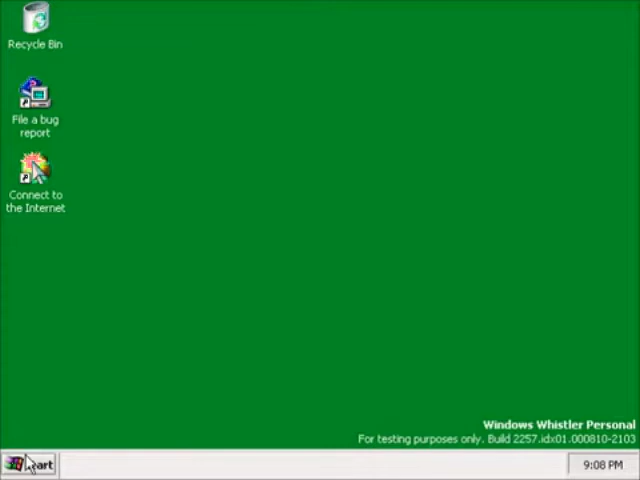 Recycle Bin
File a bug
report
Connect to
the Internet
Windows Whistler Personal
For testing purposes only. Build 2257.idx01.000810-2103
9:08 PM